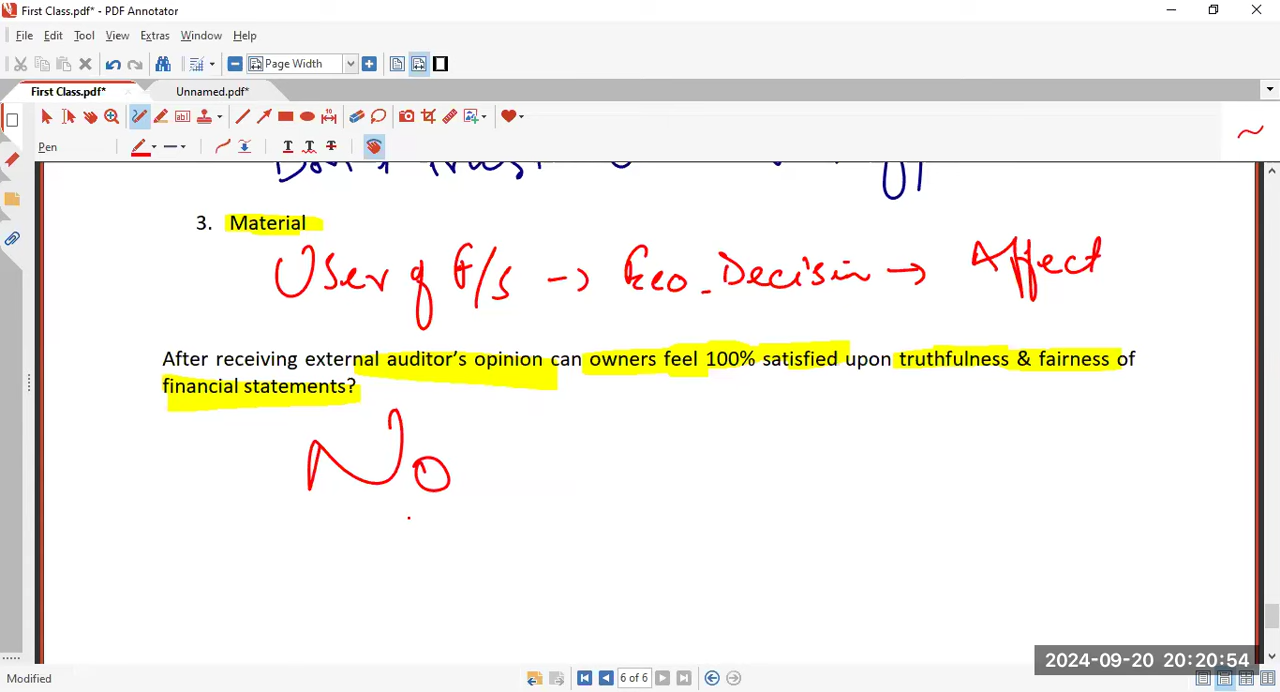 First Class.pdf* - PDF Annotator
File Edit Tool View Extras Window Help
Page Width
First Class.pdf* Unnamed.pdf*
Pen
3. Material
User of F/S → Eco. Decisin → Affect
After receiving external auditor's opinion can owners feel 100% satisfied upon truthfulness & fairness of
financial statements?
No
2024-09-20 20:20:54
Modified
6 of 6